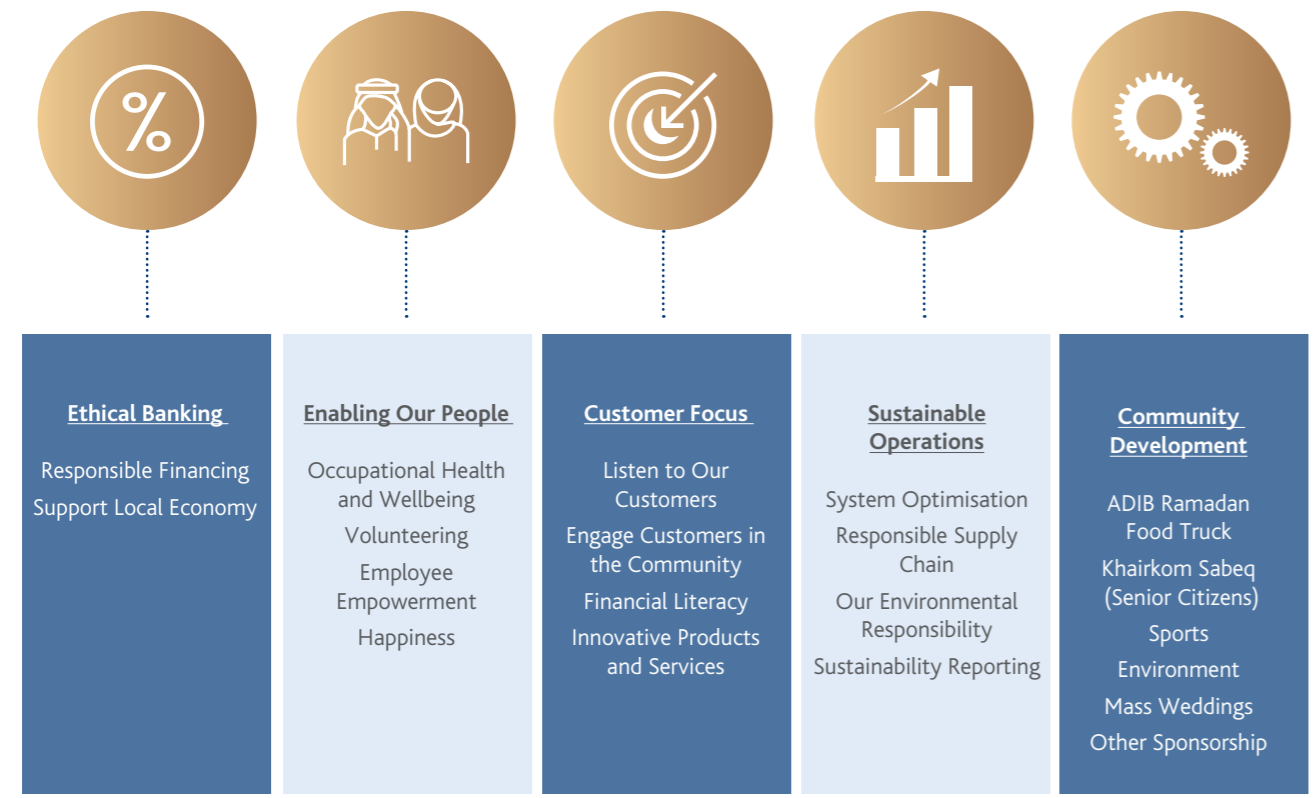 %
Ethical Banking
Responsible Financing
Support Local Economy
Enabling Our People
Occupational Health
and Wellbeing
Volunteering
Employee
Empowerment
Happiness
Customer Focus
Listen to Our
Customers
Engage Customers in
the Community
Financial Literacy
Innovative Products
and Services
Sustainable
Operations
System Optimisation
Responsible Supply
Chain
Our Environmental
Responsibility
Sustainability Reporting
Community
Development
ADIB Ramadan
Food Truck
Khairkom Sabeq
(Senior Citizens)
Sports
Environment
Mass Weddings
Other Sponsorship